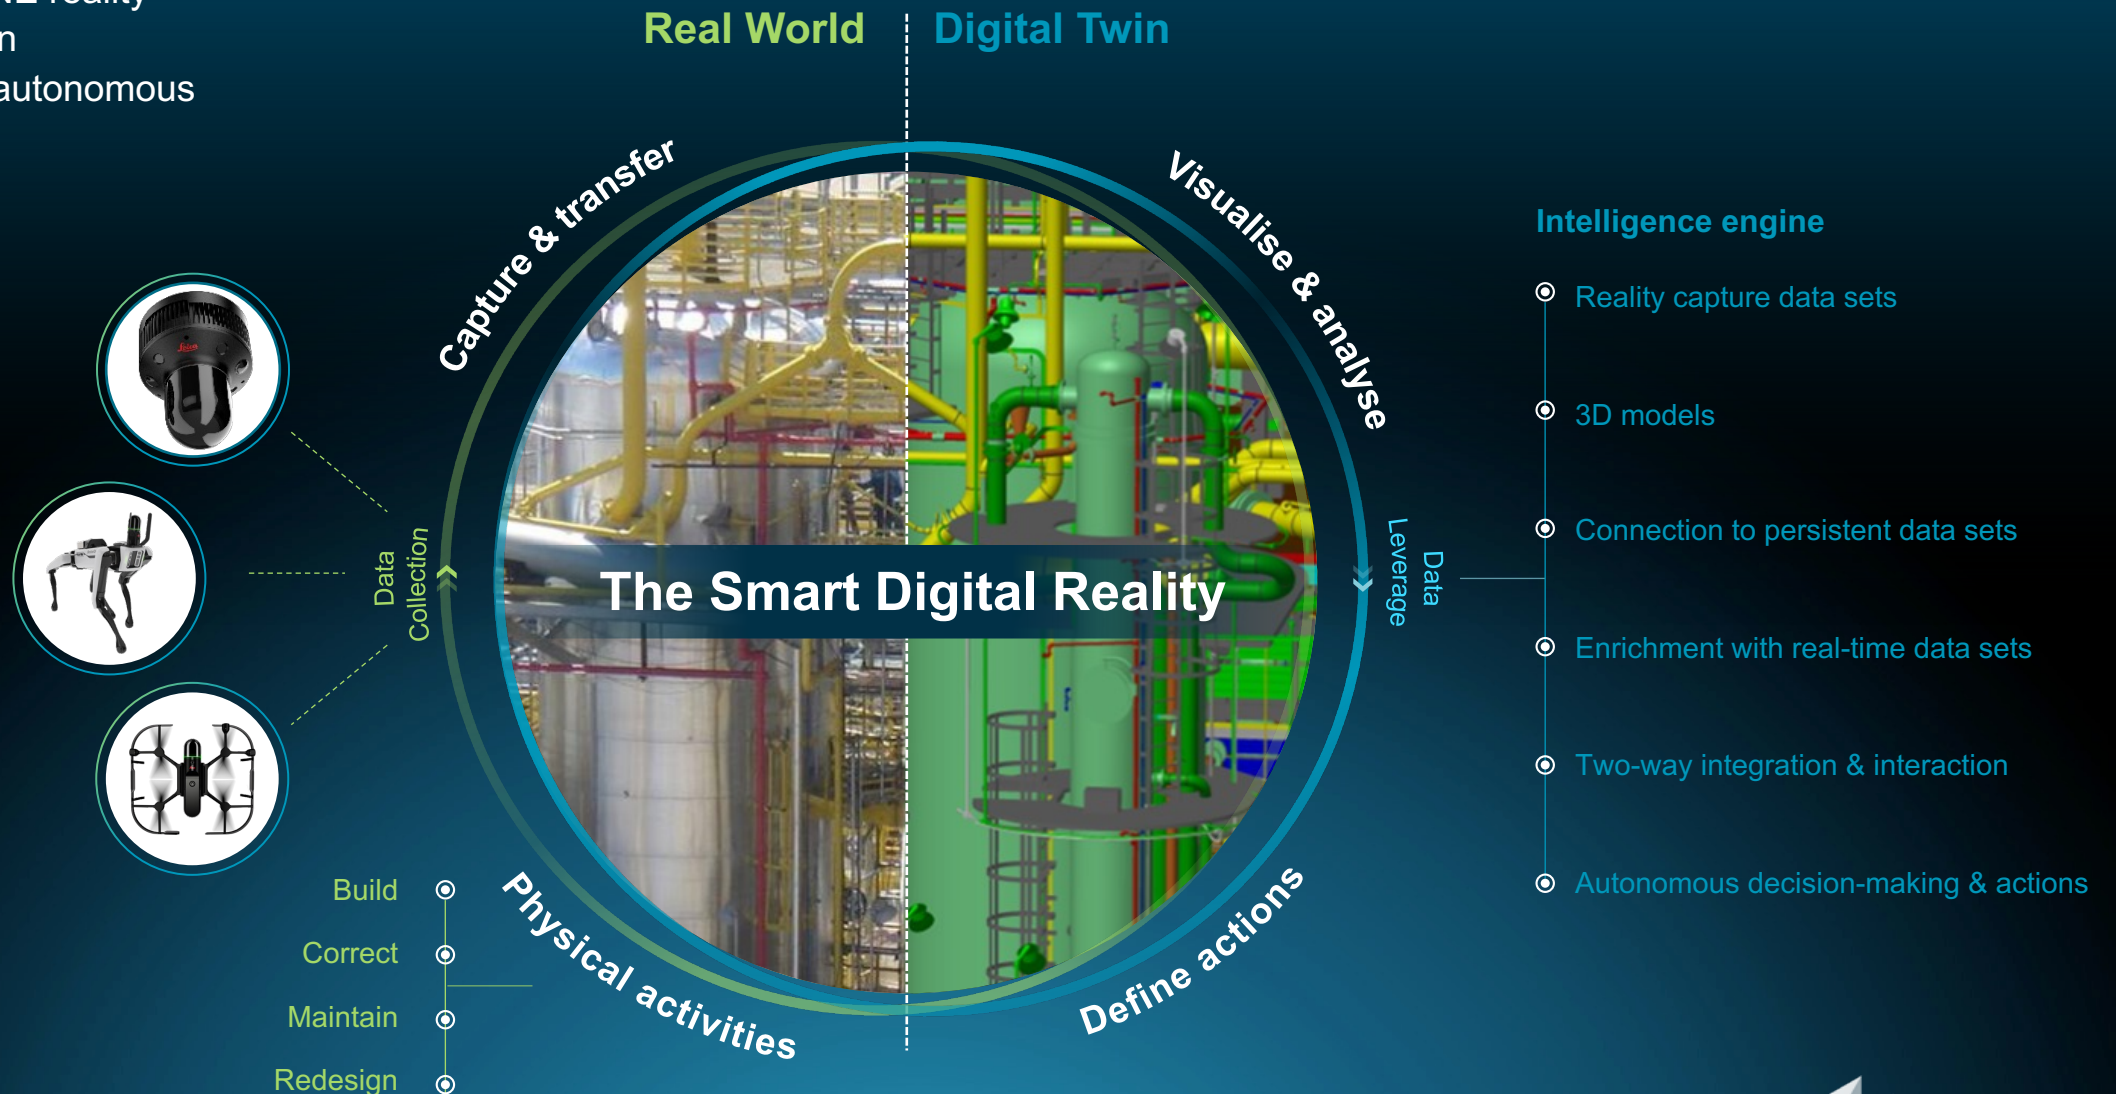 reality
n
autonomous
Real World
Digital Twin
Capture & transfer
Visualise & analyse
Data
Collection
The Smart Digital Reality
Data
Leverage
Intelligence engine
Reality capture data sets
3D models
Connection to persistent data sets
Enrichment with real-time data sets
Two-way integration & interaction
Autonomous decision-making & actions
Physical activities
Define actions
Build
Correct
Maintain
Redesign
Leica